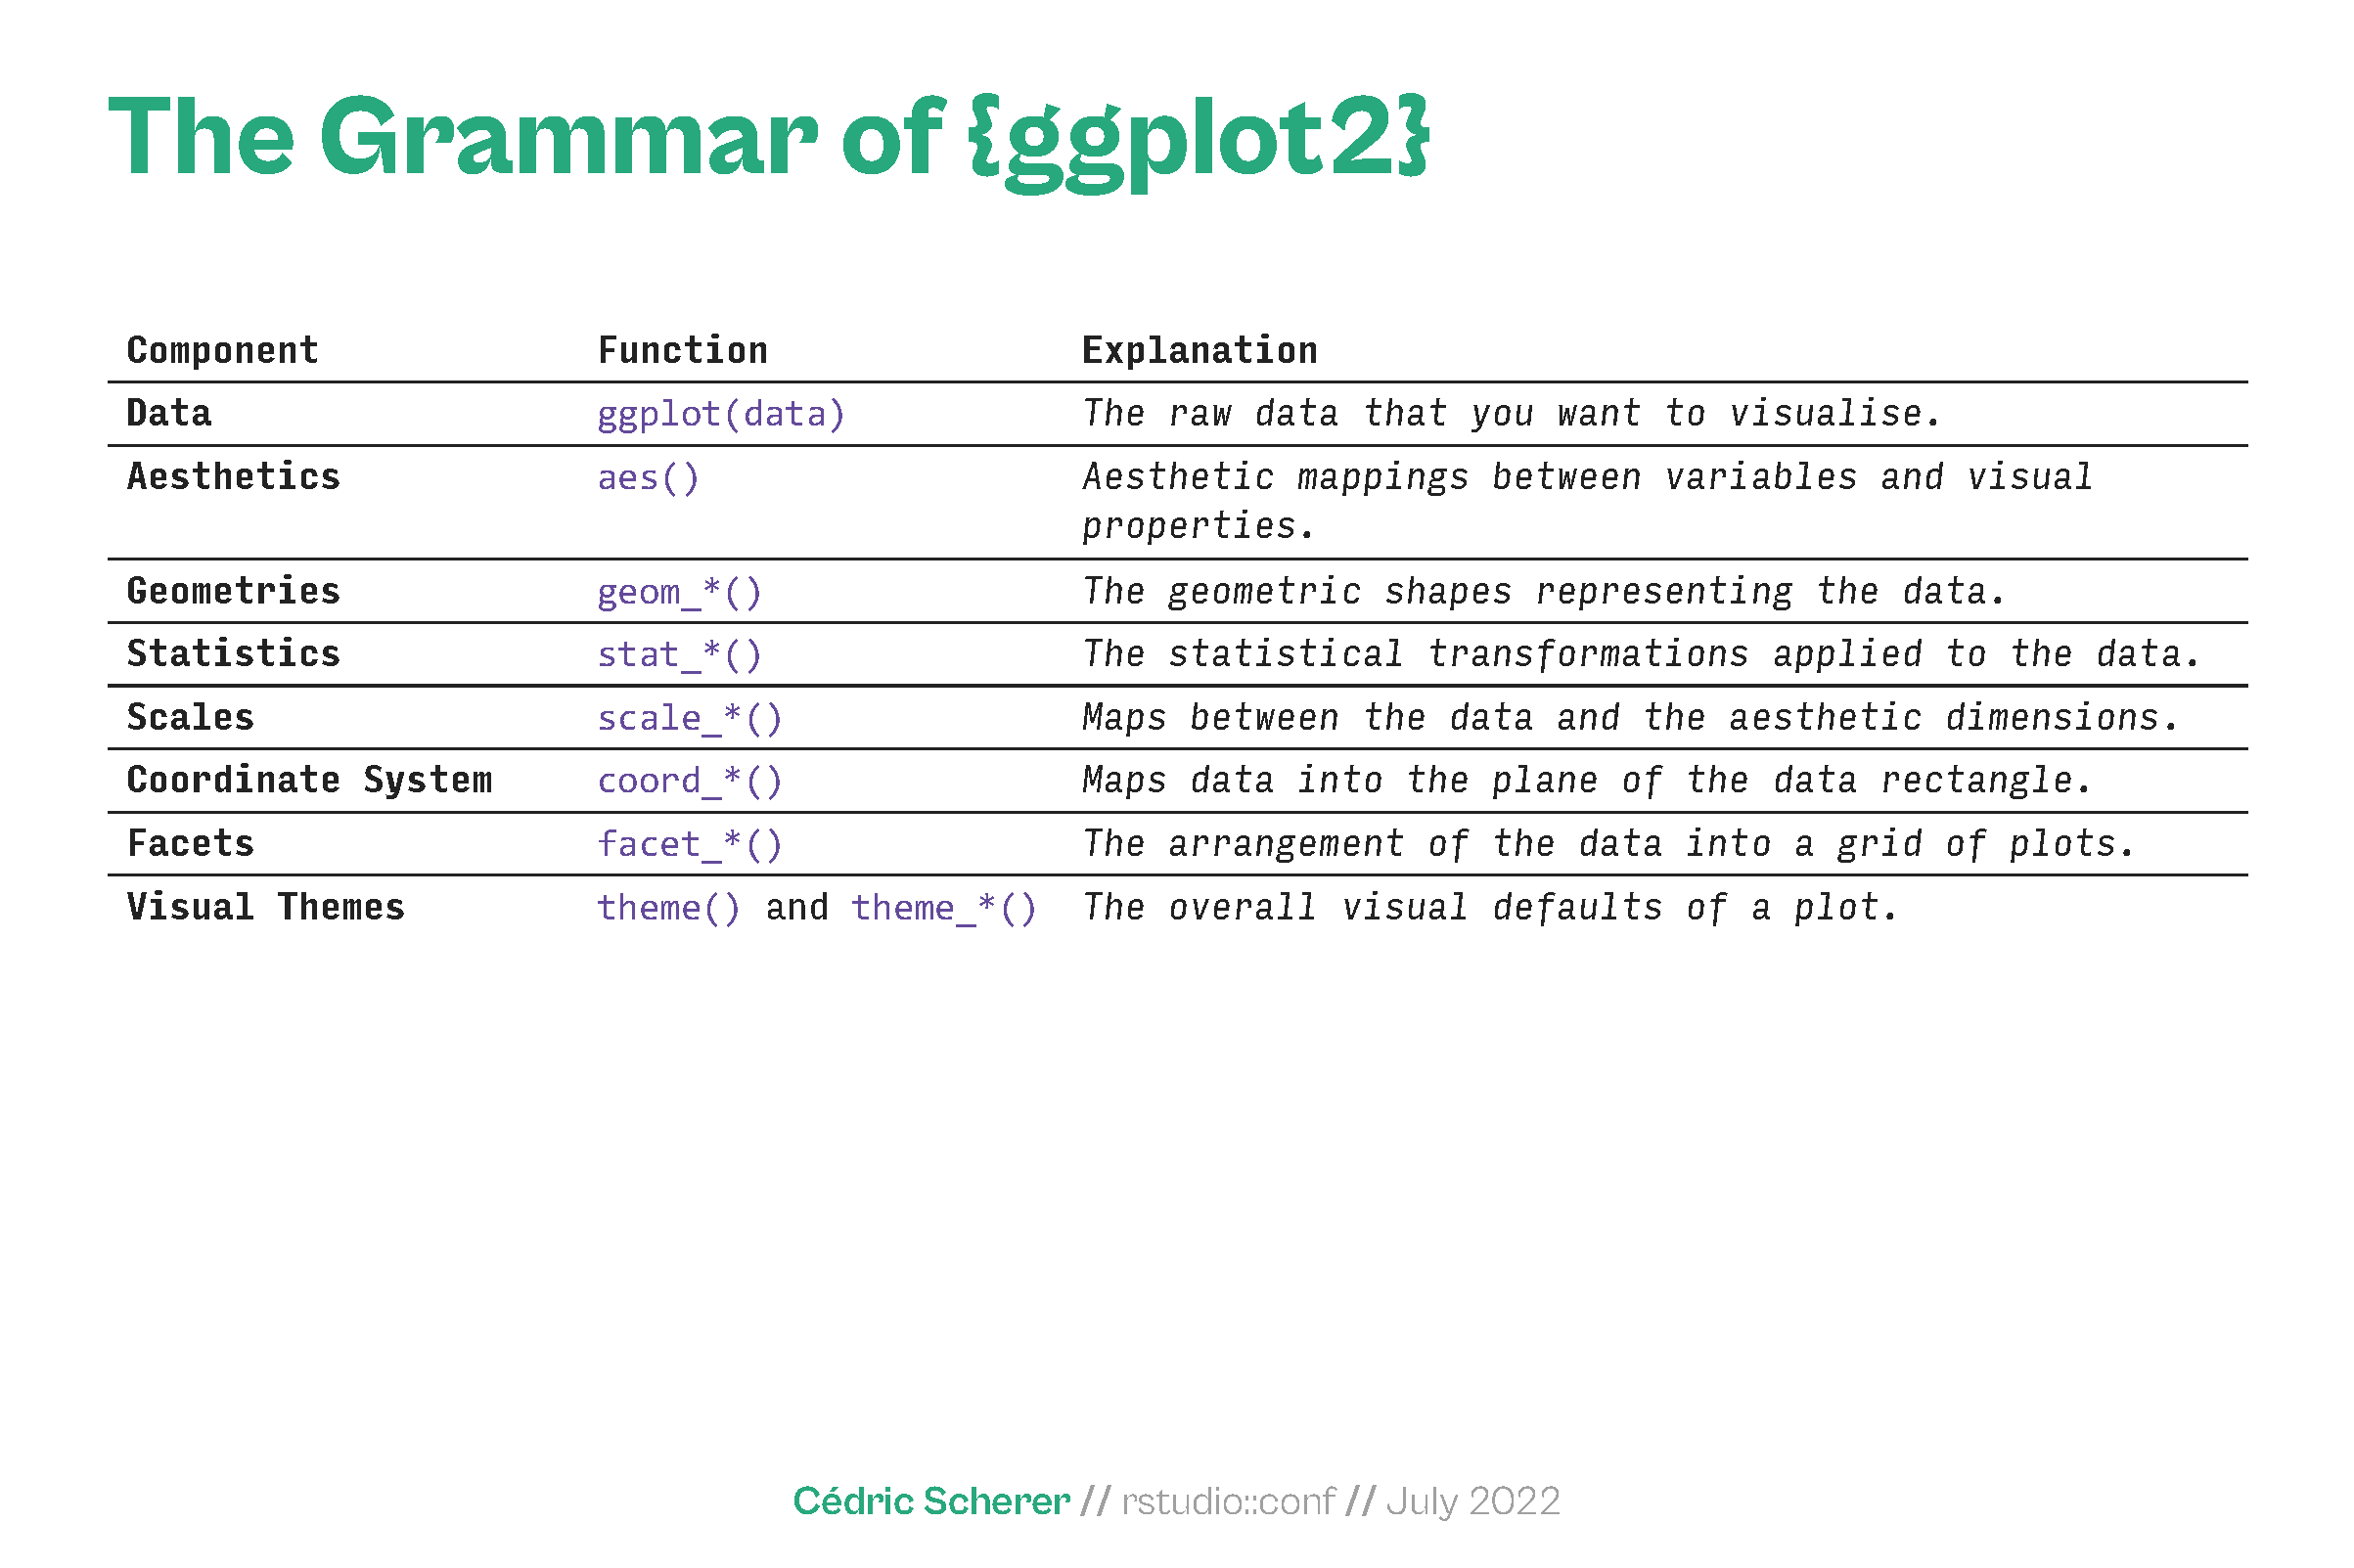 The Grammar of {ggplot2}
Component Function Explanation
Data ggplot(data) The raw data that you want to visualise.
Aesthetics aes() Aesthetic mappings between variables and visual
properties.
Geometries geom_*() The geometric shapes representing the data.
Statistics stat_*() The statistical transformations applied to the data.
Scales scale_*() Maps between the data and the aesthetic dimensions.
Coordinate System coord_*() Maps data into the plane of the data rectangle.
Facets facet_*() The arrangement of the data into a grid of plots.
Visual Themes theme() and theme_*() The overall visual defaults of a plot.
Cédric Scherer // rstudio::conf // July 2022